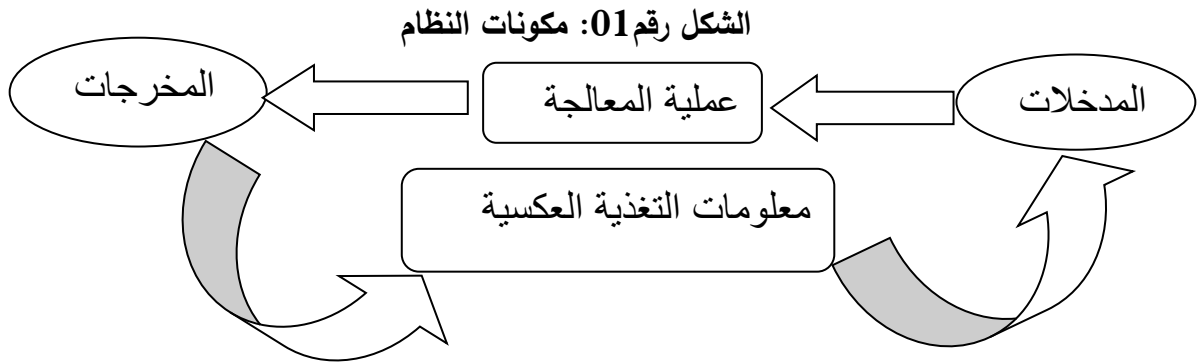 الشكل رقم01: مكونات النظام
المدخلات
عملية المعالجة
المخرجات
معلومات التغذية العكسية